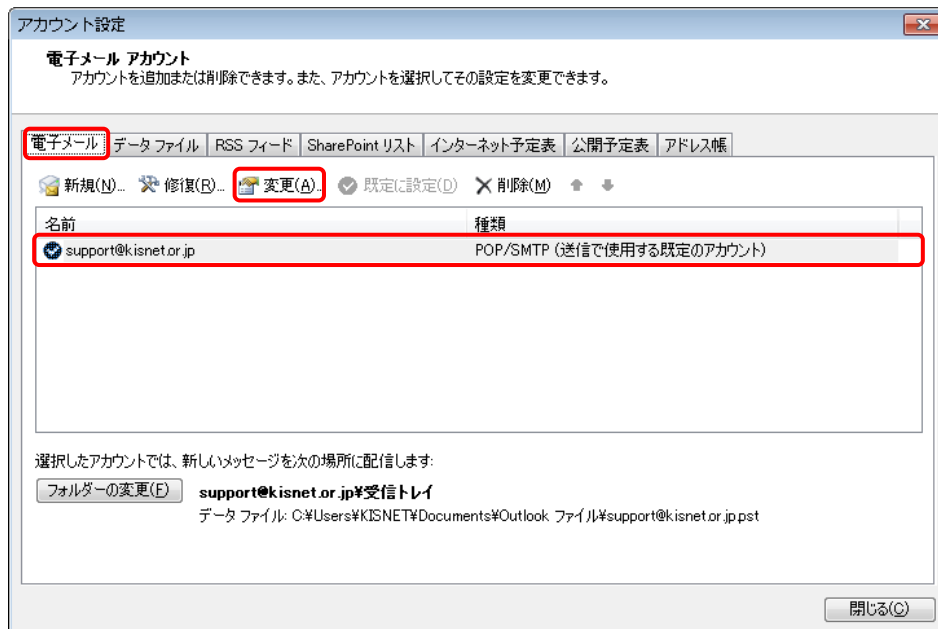 アカウント設定
電子メール アカウント
アカウントを追加または削除できます。また、アカウントを選択してその設定を変更できます。
電子メール データ ファイル RSS フィード SharePoint リスト インターネット予定表 公開予定表 アドレス帳
新規(N)... 修復(R)... 変更(A)... 既定に設定(D) 削除(M)
名前 種類
support@kisnet.or.jp POP/SMTP (送信で使用する既定のアカウント)
選択したアカウントでは、新しいメッセージを次の場所に配信します:
フォルダーの変更(F) support@kisnet.or.jp¥受信トレイ
データ ファイル: C:¥Users¥KISNET¥Documents¥Outlook ファイル¥support@kisnet.or.jp.pst
閉じる(C)